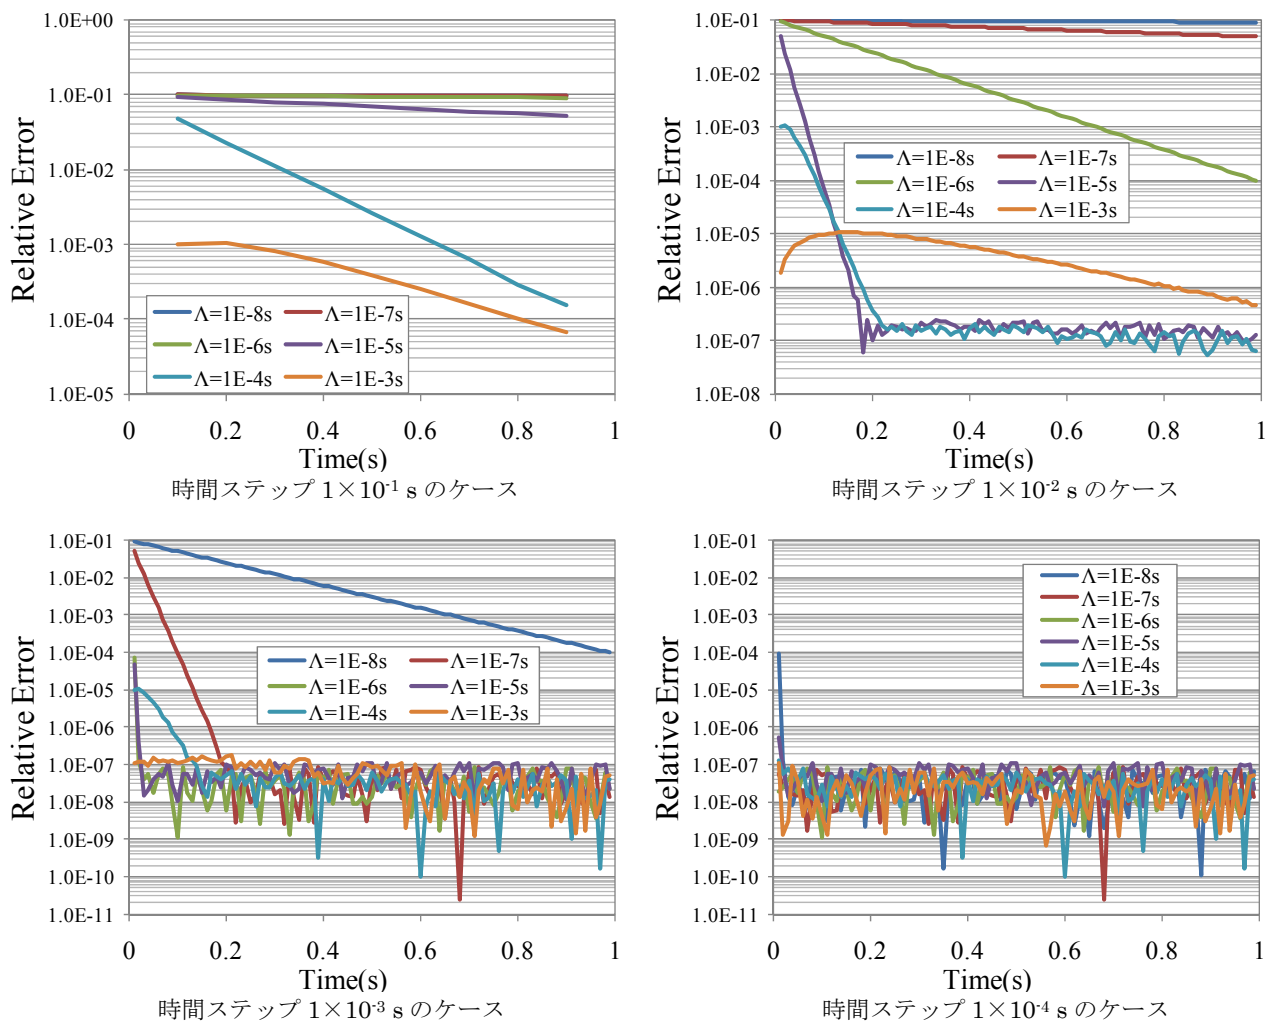 1.0E+00
1.0E-01
1.0E-02
1.0E-03
1.0E-04
1.0E-05
Relative Error
Λ=1E-8s Λ=1E-7s
Λ=1E-6s Λ=1E-5s
Λ=1E-4s Λ=1E-3s
0 0.2 0.4 0.6 0.8 1
Time(s)
時間ステップ 1×10-1 s のケース
1.0E-01
1.0E-02
1.0E-03
1.0E-04
1.0E-05
1.0E-06
1.0E-07
1.0E-08
Relative Error
Λ=1E-8s Λ=1E-7s
Λ=1E-6s Λ=1E-5s
Λ=1E-4s Λ=1E-3s
0 0.2 0.4 0.6 0.8 1
Time(s)
時間ステップ 1×10-2 s のケース
1.0E-01
1.0E-02
1.0E-03
1.0E-04
1.0E-05
1.0E-06
1.0E-07
1.0E-08
1.0E-09
1.0E-10
1.0E-11
Relative Error
Λ=1E-8s Λ=1E-7s
Λ=1E-6s Λ=1E-5s
Λ=1E-4s Λ=1E-3s
0 0.2 0.4 0.6 0.8 1
Time(s)
時間ステップ 1×10-3 s のケース
1.0E-01
1.0E-02
1.0E-03
1.0E-04
1.0E-05
1.0E-06
1.0E-07
1.0E-08
1.0E-09
1.0E-10
1.0E-11
Relative Error
Λ=1E-8s
Λ=1E-7s
Λ=1E-6s
Λ=1E-5s
Λ=1E-4s
Λ=1E-3s
0 0.2 0.4 0.6 0.8 1
Time(s)
時間ステップ 1×10-4 s のケース